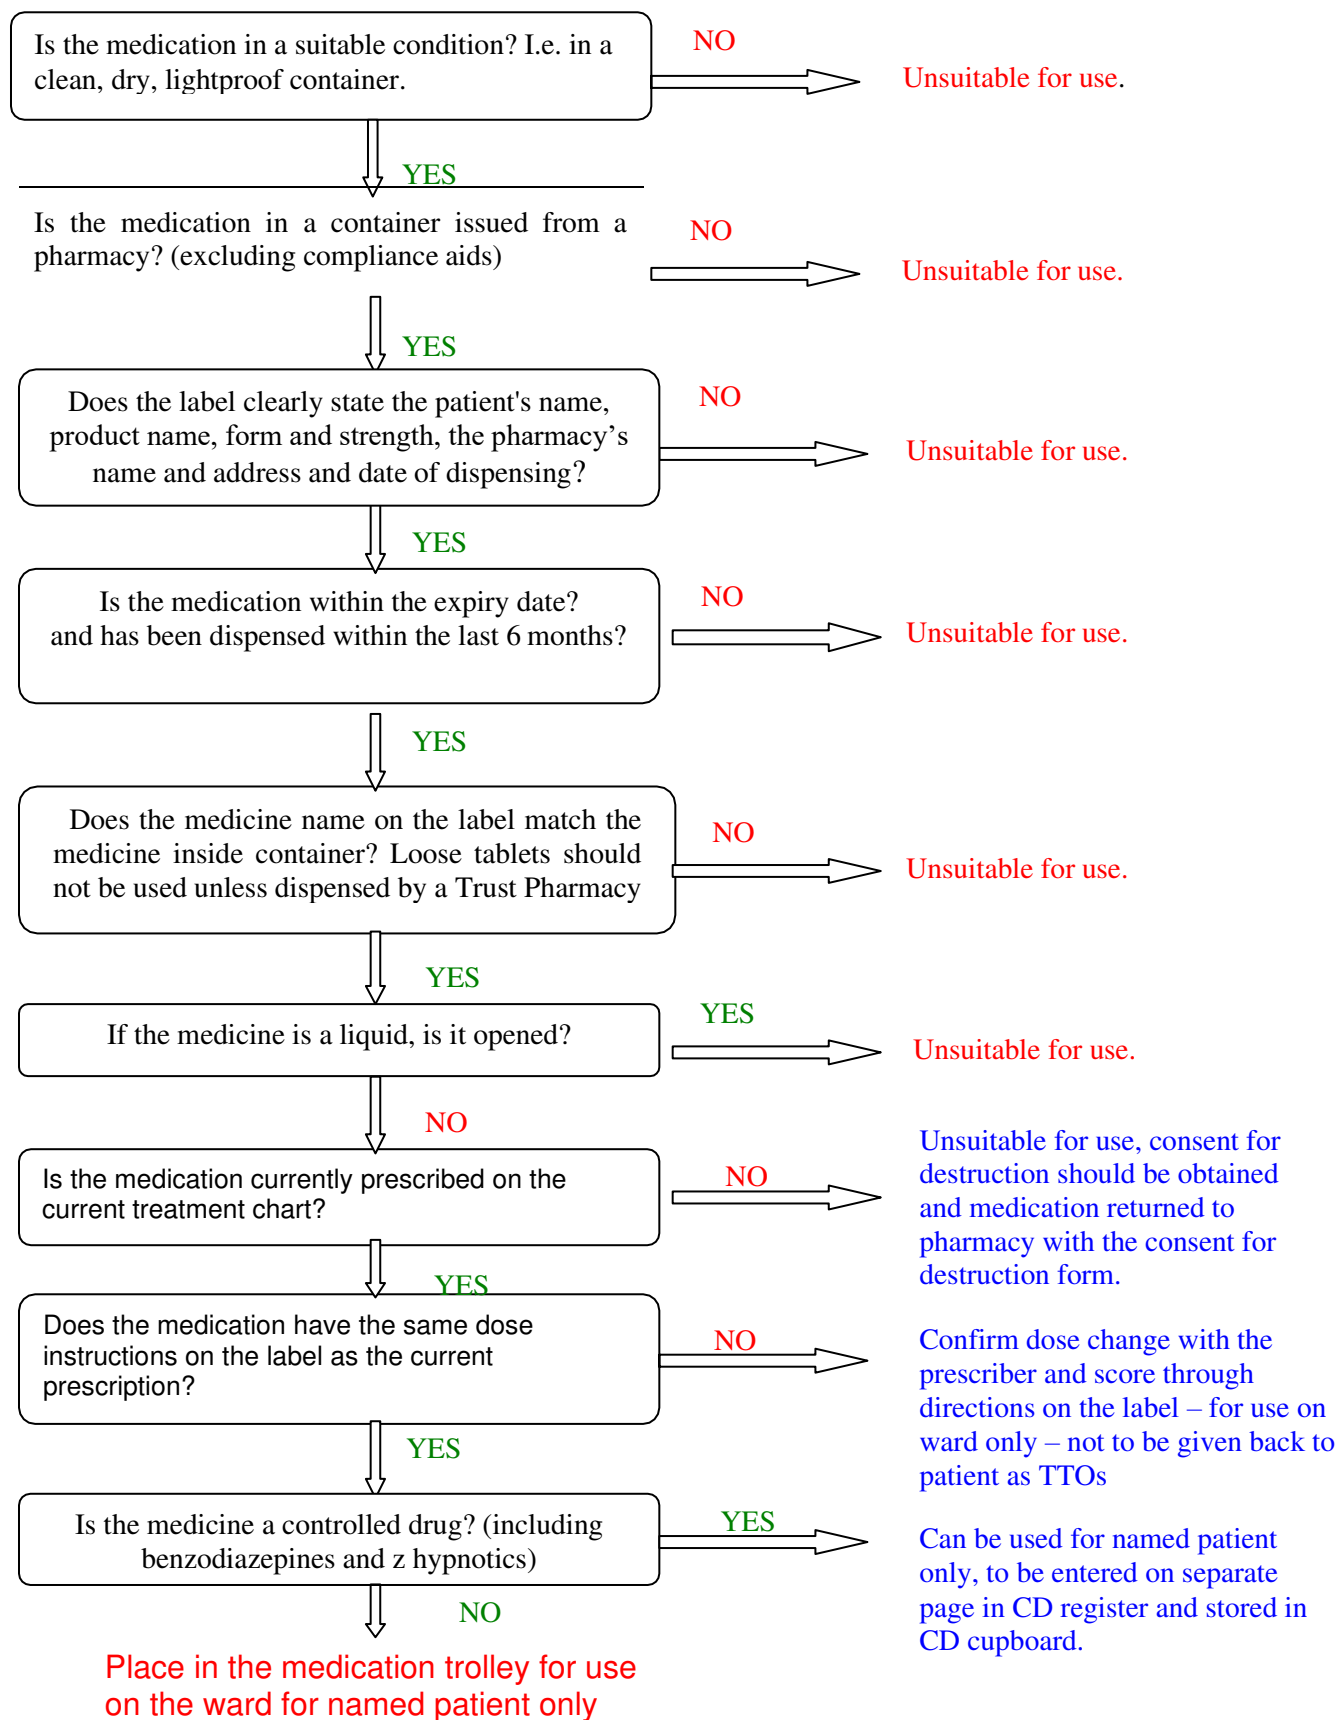 Is the medication in a suitable condition? I.e. in a
clean, dry, lightproof container.
NO
Unsuitable for use.
YES
Is the medication in a container issued from a
pharmacy? (excluding compliance aids)
NO
Unsuitable for use.
YES
Does the label clearly state the patient's name,
product name, form and strength, the pharmacy’s
name and address and date of dispensing?
NO
Unsuitable for use.
YES
Is the medication within the expiry date?
and has been dispensed within the last 6 months?
NO
Unsuitable for use.
YES
Does the medicine name on the label match the
medicine inside container? Loose tablets should
not be used unless dispensed by a Trust Pharmacy
NO
Unsuitable for use.
YES
If the medicine is a liquid, is it opened?
YES
Unsuitable for use.
NO
Is the medication currently prescribed on the
current treatment chart?
NO
Unsuitable for use, consent for
destruction should be obtained
and medication returned to
pharmacy with the consent for
destruction form.
YES
Does the medication have the same dose
instructions on the label as the current
prescription?
NO
Confirm dose change with the
prescriber and score through
directions on the label – for use on
ward only – not to be given back to
patient as TTOs
YES
Is the medicine a controlled drug? (including
benzodiazepines and z hypnotics)
YES
Can be used for named patient
only, to be entered on separate
page in CD register and stored in
CD cupboard.
NO
Place in the medication trolley for use
on the ward for named patient only